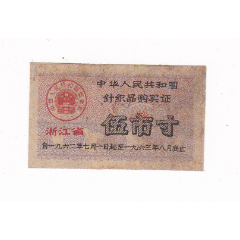 中华人民共和国
针织品购买证
浙江省
伍市寸
自一九六二年七月一日起至一九六三年八月底止